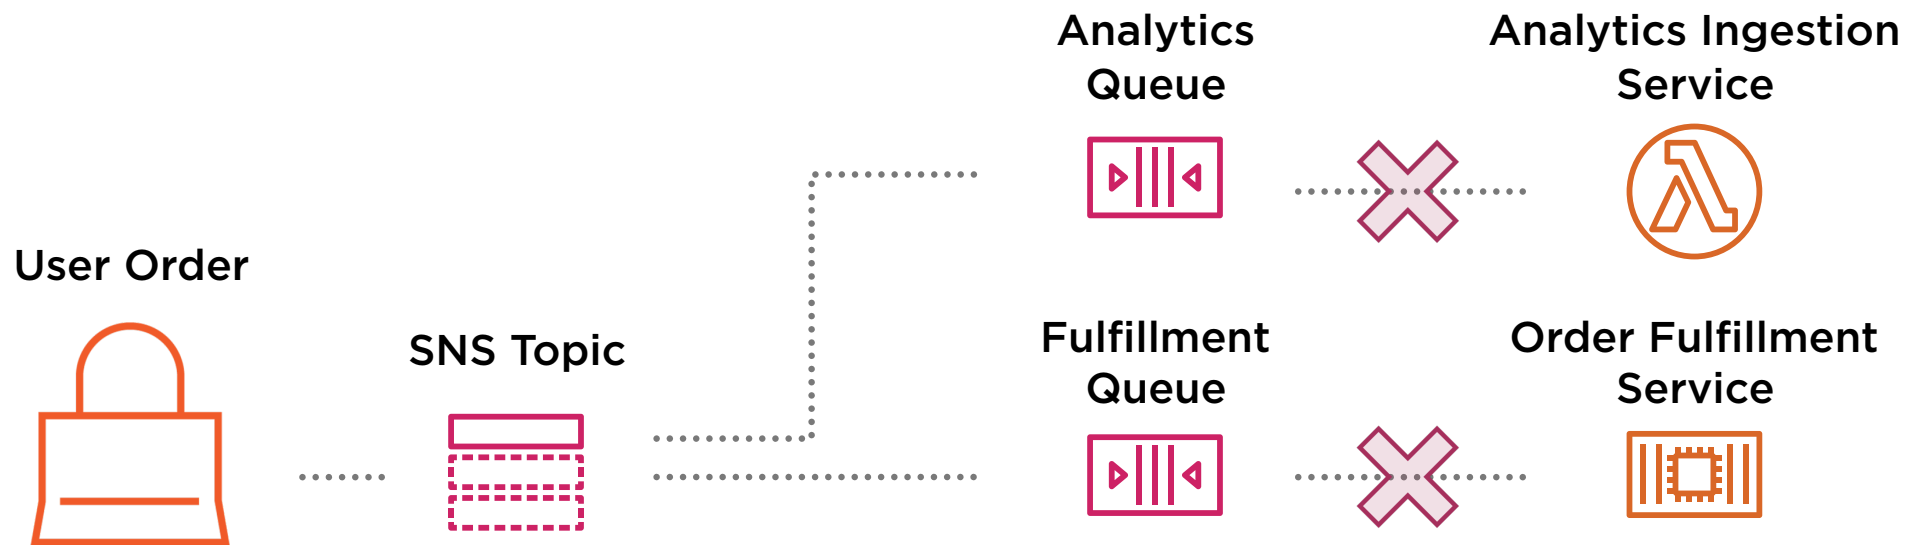 Analytics
Queue
Analytics Ingestion
Service
User Order
SNS Topic
Fulfillment
Queue
Order Fulfillment
Service